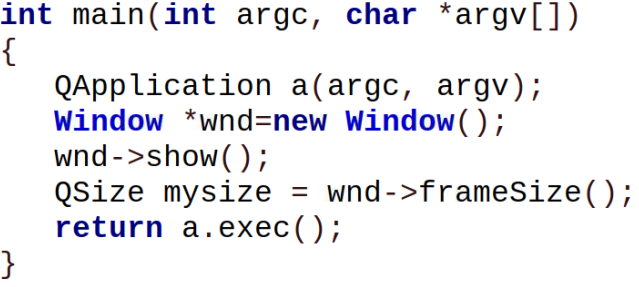 int main(int argc, char *argv[])
{
   QApplication a(argc, argv);
   Window *wnd=new Window();
   wnd->show();
   QSize mysize = wnd->frameSize();
   return a.exec();
}